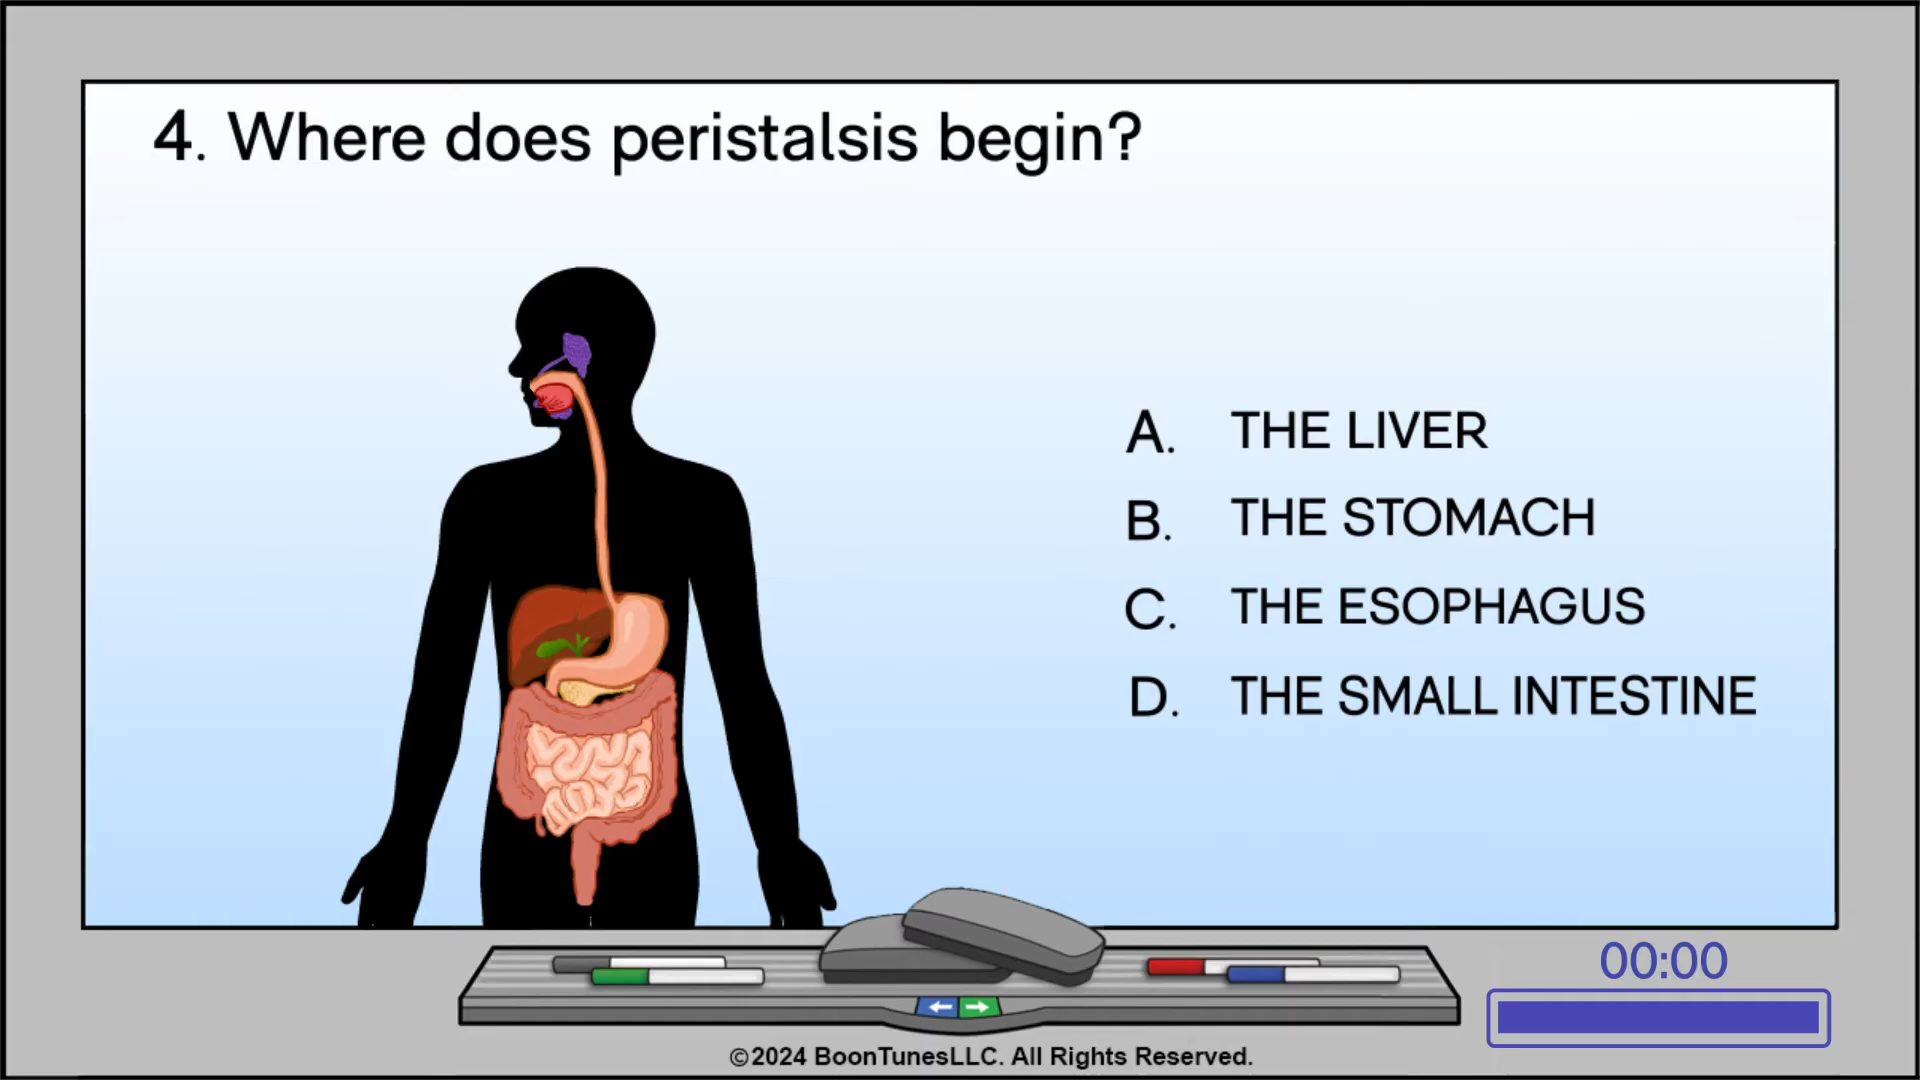 4. Where does peristalsis begin?
A. THE LIVER
B. THE STOMACH
C. THE ESOPHAGUS
D. THE SMALL INTESTINE
00:00
©2024 BoonTunesLLC. All Rights Reserved.